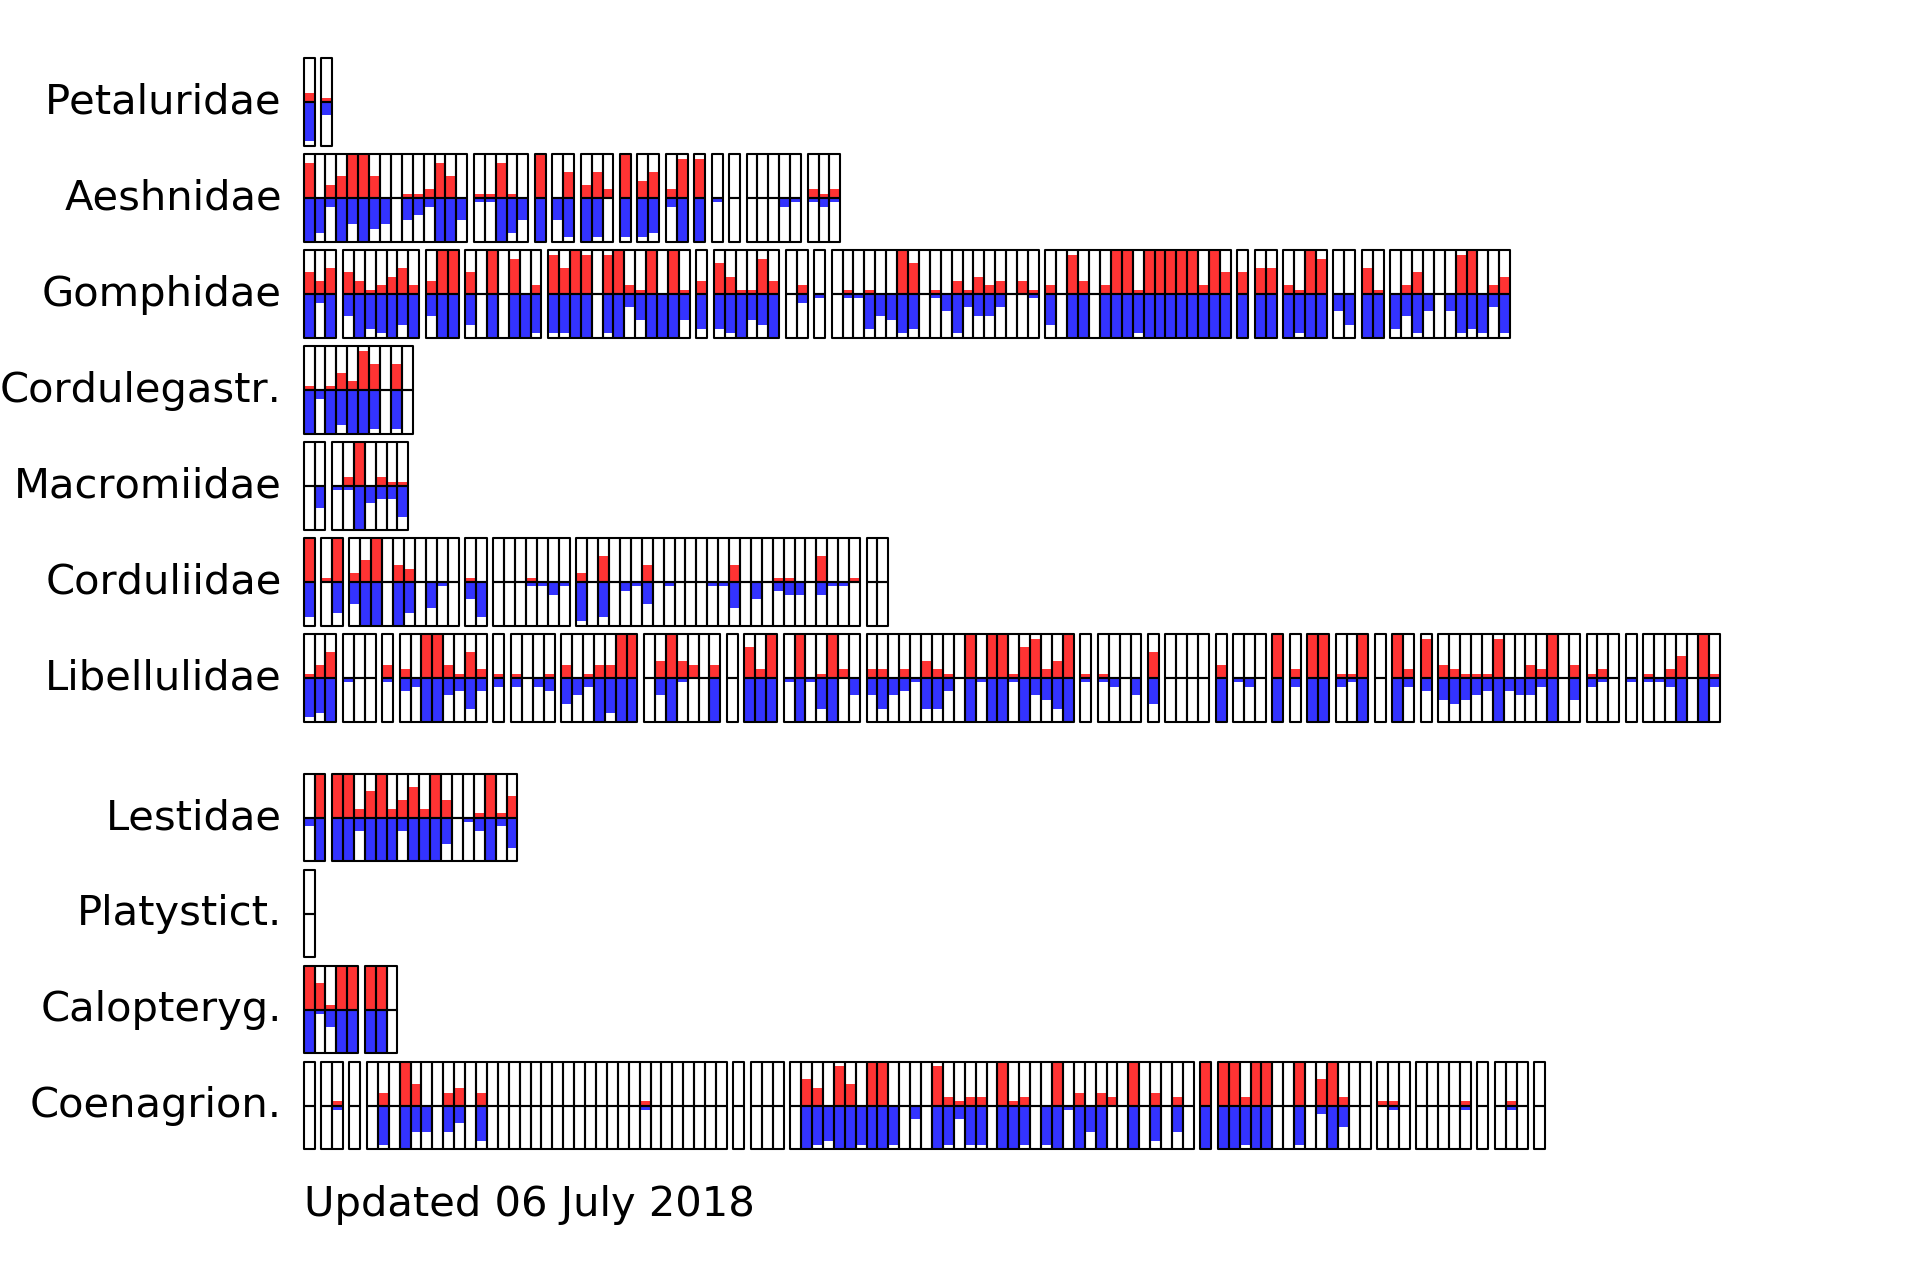 Petaluridae
Aeshnidae
Gomphidae
Cordulegastr.
Macromiidae
Corduliidae
Libellulidae
Lestidae
Platystict.
Calopteryg.
Coenagrion.
Updated 06 July 2018